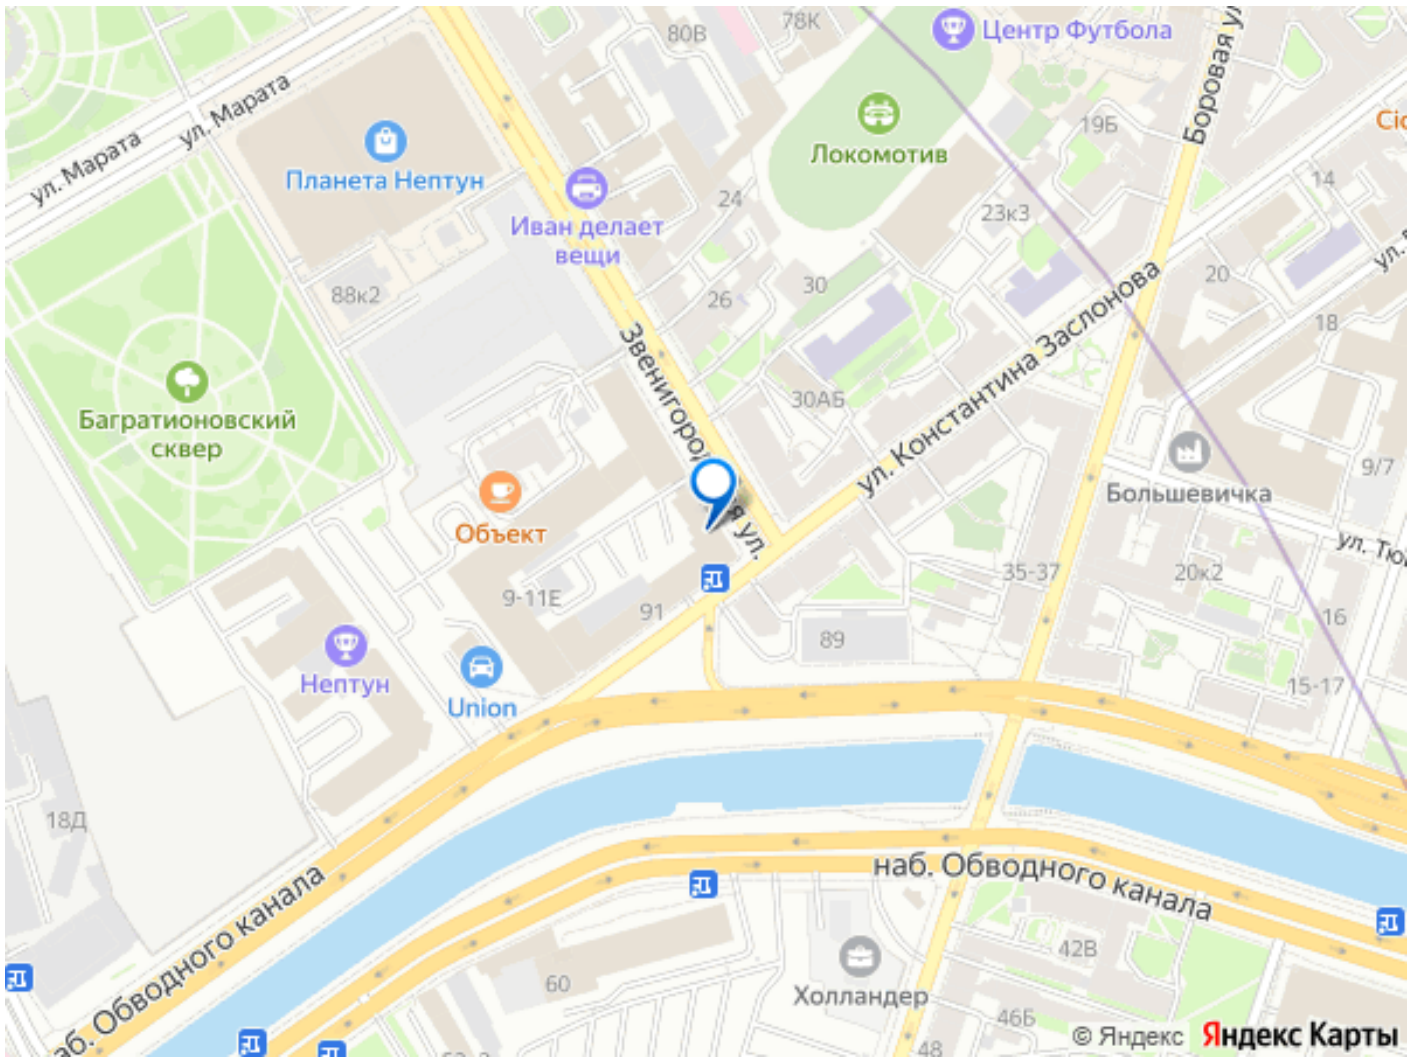 80В
78К
Центр Футбола
Боровая ул.
ул. Марата
ул. Марата
Планета Нептун
Локомотив
19Б
14
Иван делает
вещи
24
23к3
20
88к2
26
30
18
Звенигородская ул.
ул. Константина Заслонова
30АБ
Багратионовский
сквер
9/7
Большевичка
Объект
20к2
35-37
9-11Е
91
89
16
15-17
Нептун
Union
18Д
наб. Обводного канала
наб. Обводного канала
42В
60
Холландер
46Б
48
© Яндекс Яндекс Карты